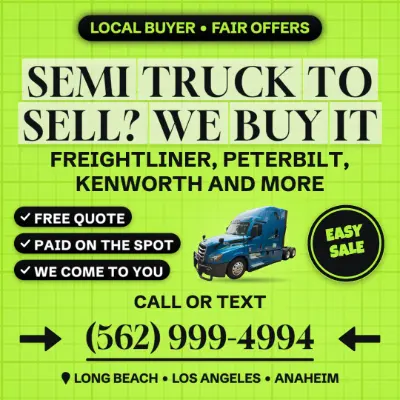 LOCAL BUYER • FAIR OFFERS
SEMI TRUCK TO
SELL? WE BUY IT
FREIGHTLINER, PETERBILT,
KENWORTH AND MORE
✓ FREE QUOTE
✓ PAID ON THE SPOT
✓ WE COME TO YOU
EASY
SALE
CALL OR TEXT
(562) 999-4994
LONG BEACH • LOS ANGELES • ANAHEIM